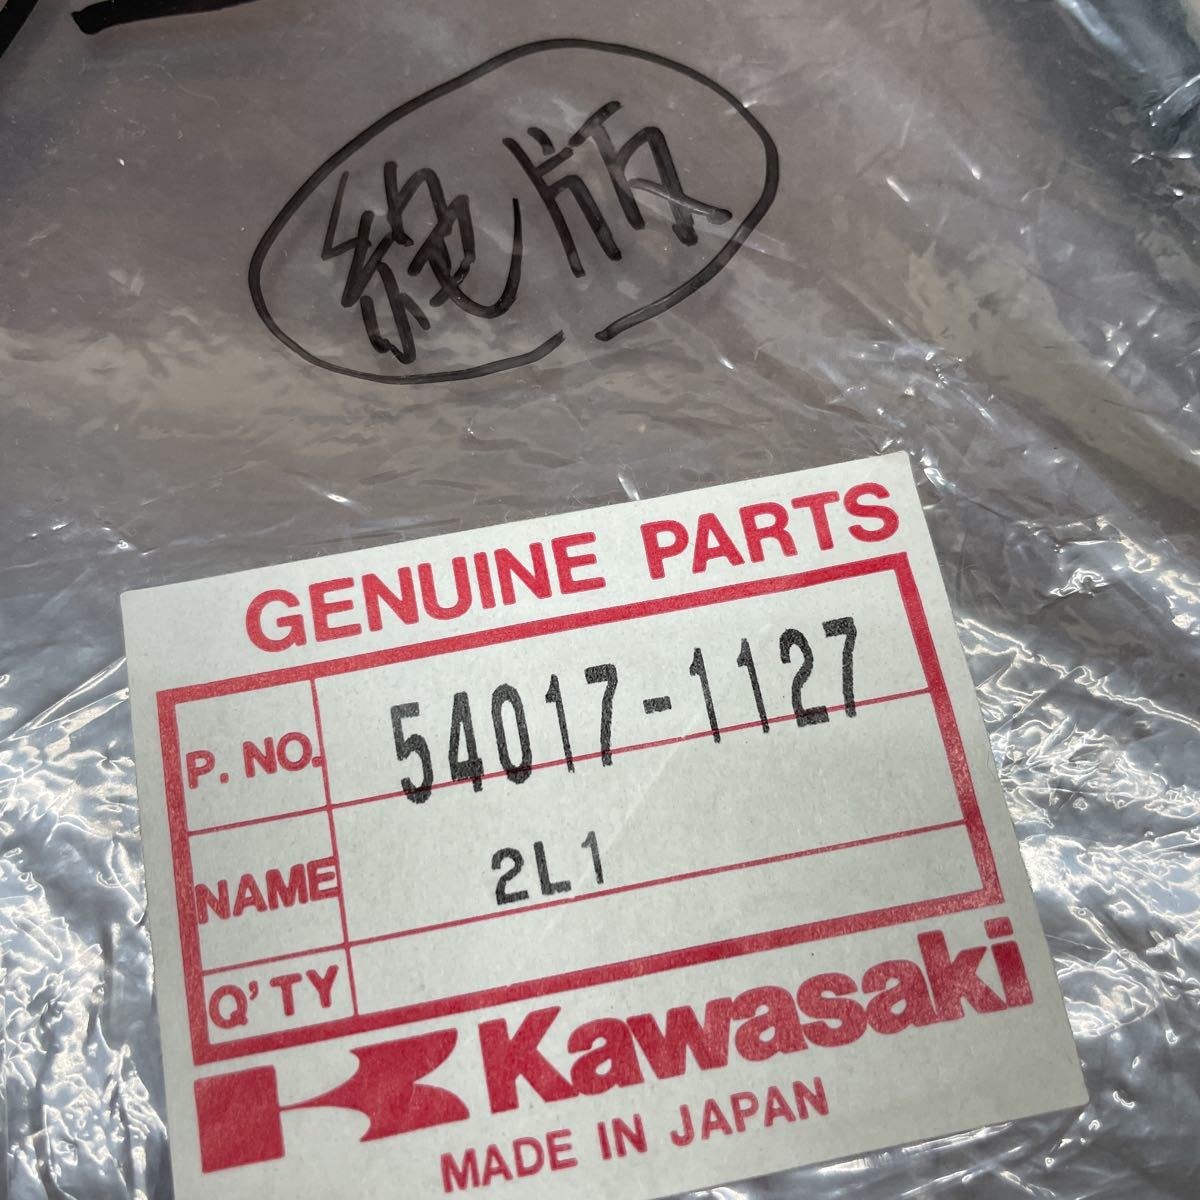 絶版
GENUINE PARTS
P. NO. 54017-1127
NAME 2L1
Q'TY
Kawasaki
MADE IN JAPAN